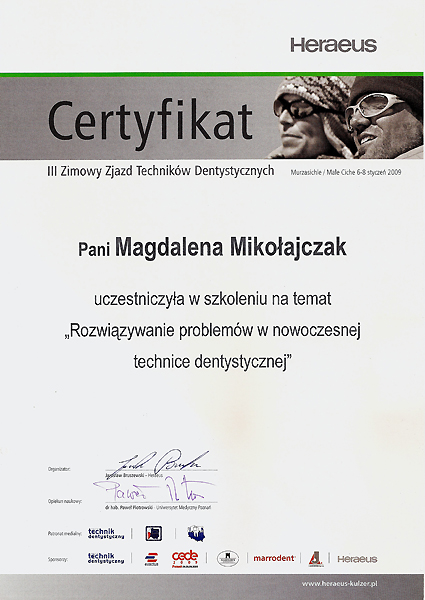 Heraeus
Certyfikat
III Zimowy Zjazd Techników Dentystycznych
Murzasichle / Małe Ciche 6-8 styczeń 2009
Pani Magdalena Mikołajczak
uczestniczyła w szkoleniu na temat
„Rozwiązywanie problemów w nowoczesnej
technice dentystycznej”
Organizator:
Jarosław Bruszewski - Heraeus
Opiekun naukowy:
dr hab. Paweł Piotrowski - Uniwersytet Medyczny Poznań
Patronat medialny: technik dentystyczny
Sponsorzy: technik dentystyczny cede 2009 marrodent Heraeus
www.heraeus-kulzer.pl